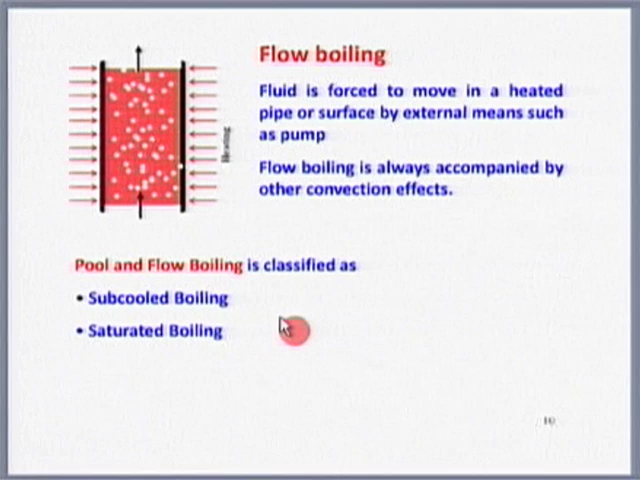 Flow boiling
Fluid is forced to move in a heated
pipe or surface by external means such
as pump
Heating
Flow boiling is always accompanied by
other convection effects.
Pool and Flow Boiling is classified as
• Subcooled Boiling
• Saturated Boiling
10